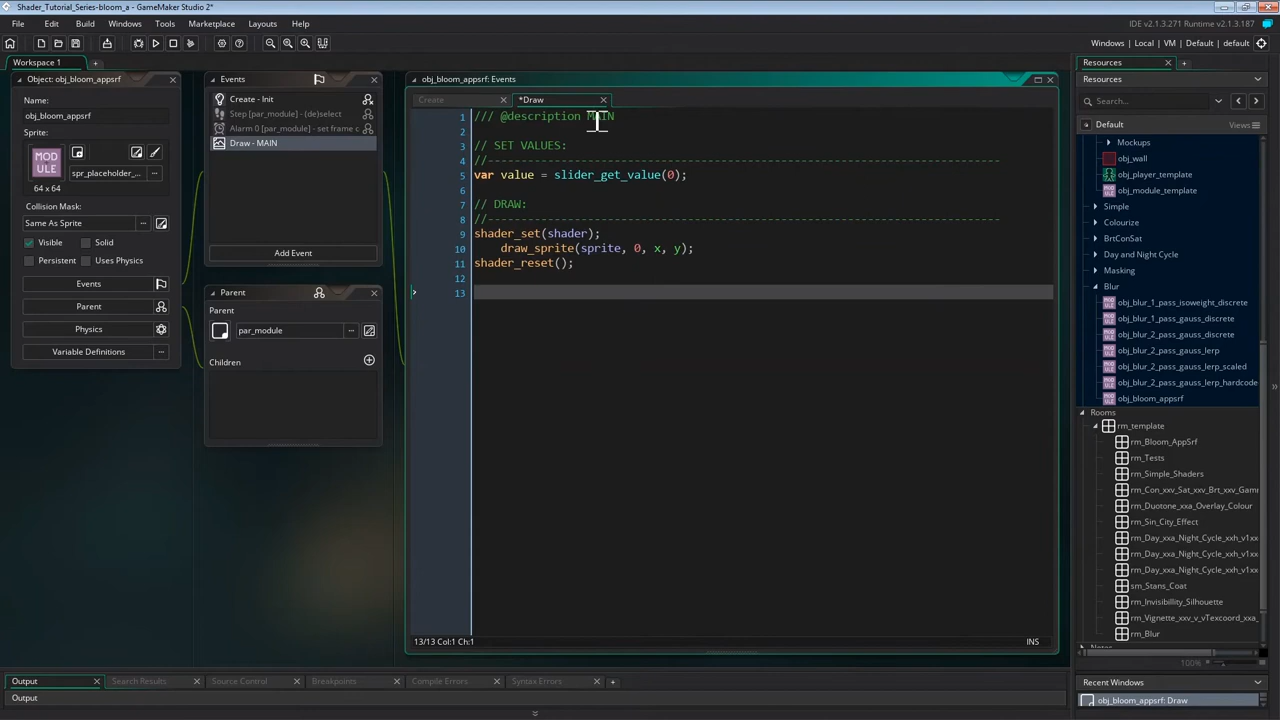 Shader_Tutorial_Series-bloom_a - GameMaker Studio 2*
File Edit Build Windows Tools Marketplace Layouts Help
IDE v2.1.3.271 Runtime v2.1.3.187
Windows | Local | VM | Default | default
Workspace 1
Object: obj_bloom_appsrf
Name:
obj_bloom_appsrf
Sprite:
MOD
ULE
spr_placeholder_... ...
64 x 64
Collision Mask:
Same As Sprite ...
Visible Solid
Persistent Uses Physics
Events
Parent
Physics
Variable Definitions ...
Events
Create - Init
Step [par_module] - (de)select
Alarm 0 [par_module] - set frame c
Draw - MAIN
Add Event
Parent
Parent
par_module ...
Children
obj_bloom_appsrf: Events
Create *Draw
1 /// @description MAIN
2
3 // SET VALUES:
4 //----------------------------------------------------------------------------
5 var value = slider_get_value(0);
6
7 // DRAW:
8 //----------------------------------------------------------------------------
9 shader_set(shader);
10 draw_sprite(sprite, 0, x, y);
11 shader_reset();
12
13
13/13 Col:1 Ch:1 INS
Resources
Resources
Search...
Default Views
Mockups
obj_wall
obj_player_template
obj_module_template
Simple
Colourize
BrtConSat
Day and Night Cycle
Masking
Blur
obj_blur_1_pass_isoweight_discrete
obj_blur_1_pass_gauss_discrete
obj_blur_2_pass_gauss_discrete
obj_blur_2_pass_gauss_lerp
obj_blur_2_pass_gauss_lerp_scaled
obj_blur_2_pass_gauss_lerp_hardcode
obj_bloom_appsrf
Rooms
rm_template
rm_Bloom_AppSrf
rm_Tests
rm_Simple_Shaders
rm_Con_xxv_Sat_xxv_Brt_xxv_Gam
rm_Duotone_xxa_Overlay_Colour
rm_Sin_City_Effect
rm_Day_xxa_Night_Cycle_xxh_v1xx
rm_Day_xxa_Night_Cycle_xxh_v1xx
rm_Day_xxa_Night_Cycle_xxh_v1xx
sm_Stans_Coat
rm_Invisibillity_Silhouette
rm_Vignette_xxv_v_vTexcoord_xxa_
rm_Blur
100%
Recent Windows
obj_bloom_appsrf: Draw
Output Search Results Source Control Breakpoints Compile Errors Syntax Errors
Output